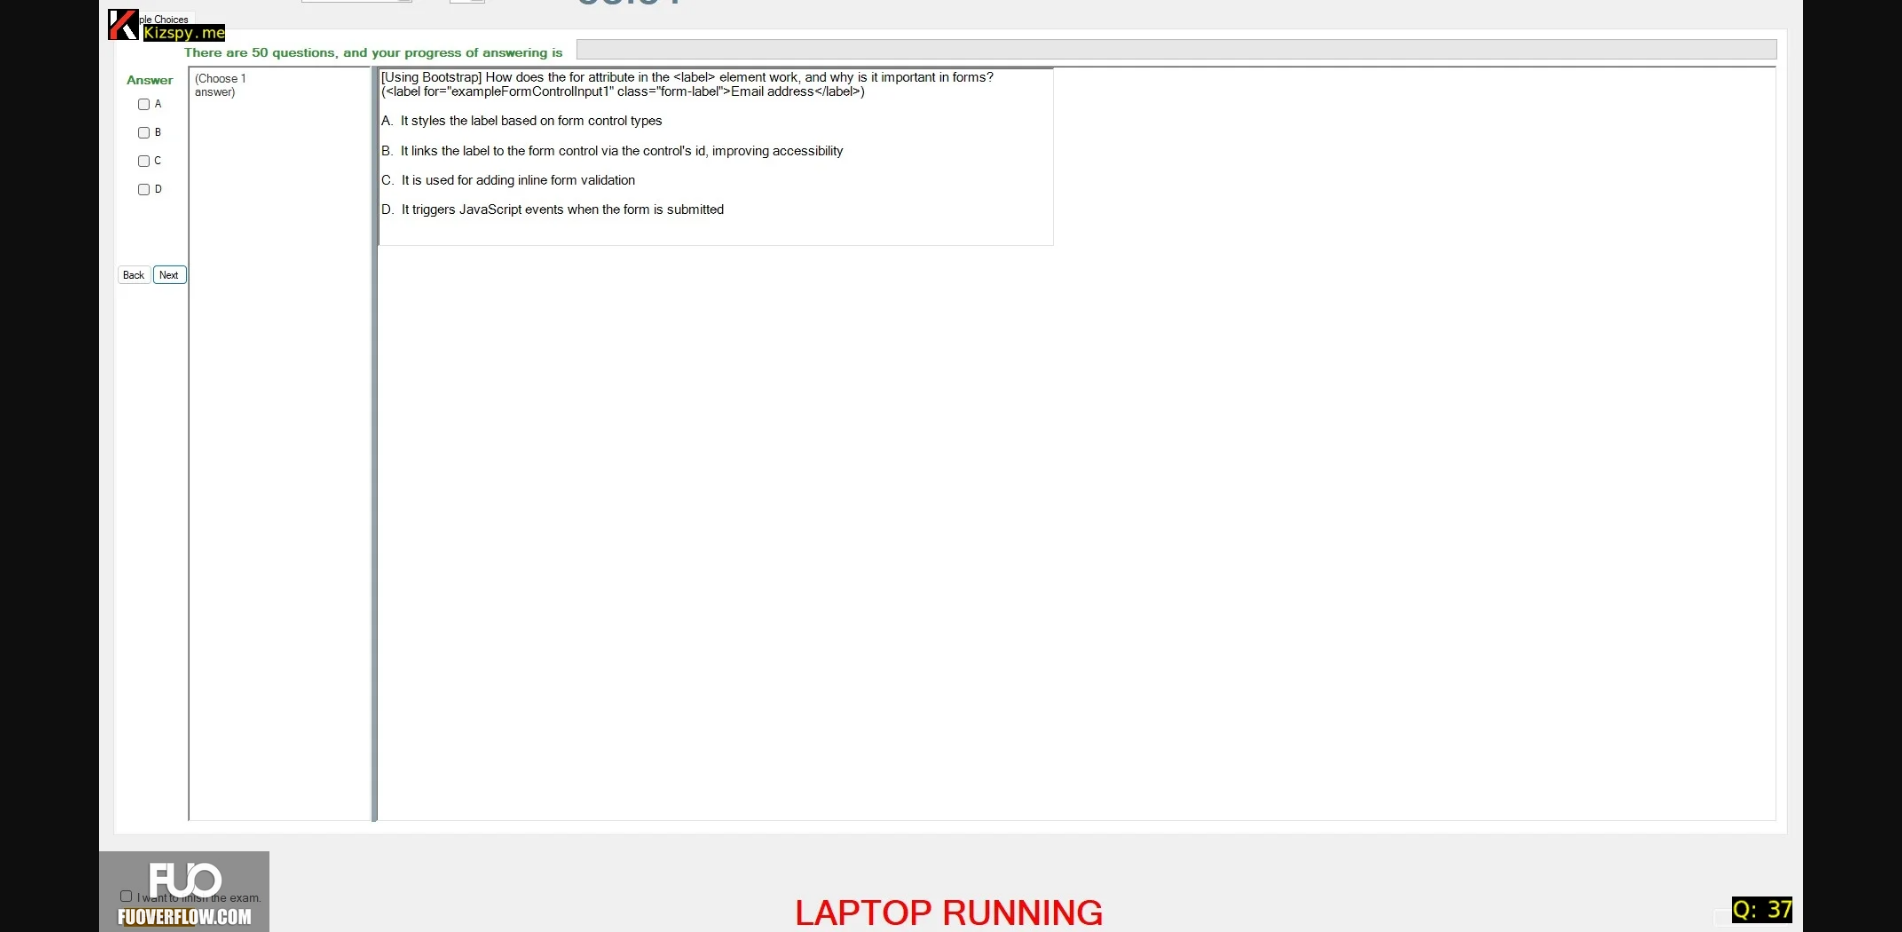 ple Choices
Kizspy.me
There are 50 questions, and your progress of answering is
Answer
A
B
C
D
Back Next
(Choose 1
answer)
[Using Bootstrap] How does the for attribute in the <label> element work, and why is it important in forms?
(<label for="exampleFormControlInput1" class="form-label">Email address</label>)
A. It styles the label based on form control types
B. It links the label to the form control via the control's id, improving accessibility
C. It is used for adding inline form validation
D. It triggers JavaScript events when the form is submitted
FUO
I want to finish the exam.
FUOVERFLOW.COM
LAPTOP RUNNING
Q: 37